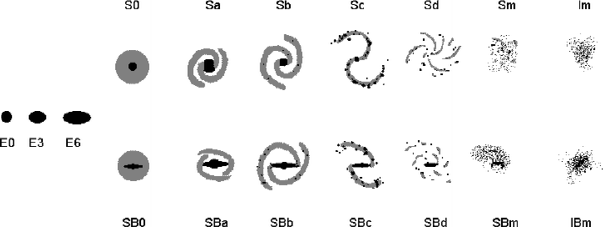 S0 Sa Sb Sc Sd Sm Im
E0 E3 E6
SB0 SBa SBb SBc SBd SBm IBm